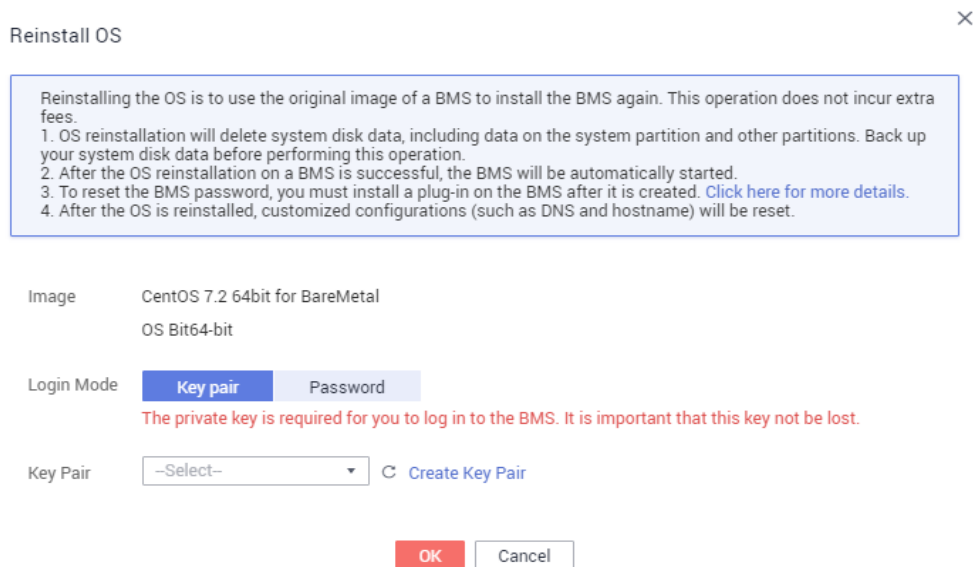 Reinstall OS
Reinstalling the OS is to use the original image of a BMS to install the BMS again. This operation does not incur extra
fees.
1. OS reinstallation will delete system disk data, including data on the system partition and other partitions. Back up
your system disk data before performing this operation.
2. After the OS reinstallation on a BMS is successful, the BMS will be automatically started.
3. To reset the BMS password, you must install a plug-in on the BMS after it is created. Click here for more details.
4. After the OS is reinstalled, customized configurations (such as DNS and hostname) will be reset.
Image CentOS 7.2 64bit for BareMetal
OS Bit64-bit
Login Mode Key pair Password
The private key is required for you to log in to the BMS. It is important that this key not be lost.
Key Pair --Select-- Create Key Pair
OK Cancel